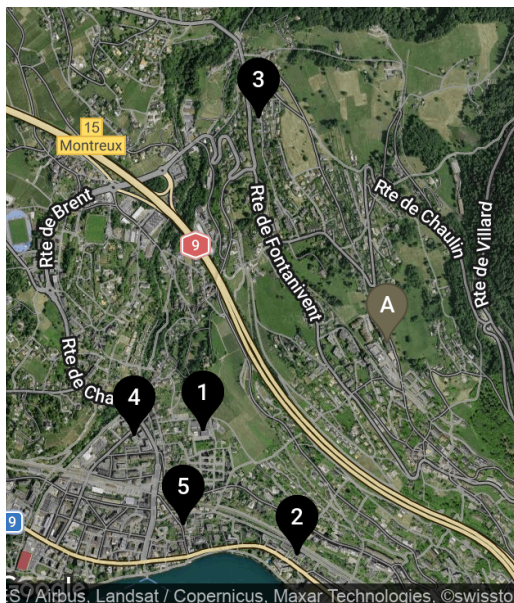 3
15
Montreux
Rte de Brent
Rte de Fontanivent
Rte de Chaulin
Rte de Villard
9
A
Rte de Cha
1
4
5
2
9
Google
S / Airbus, Landsat / Copernicus, Maxar Technologies, ©swissto